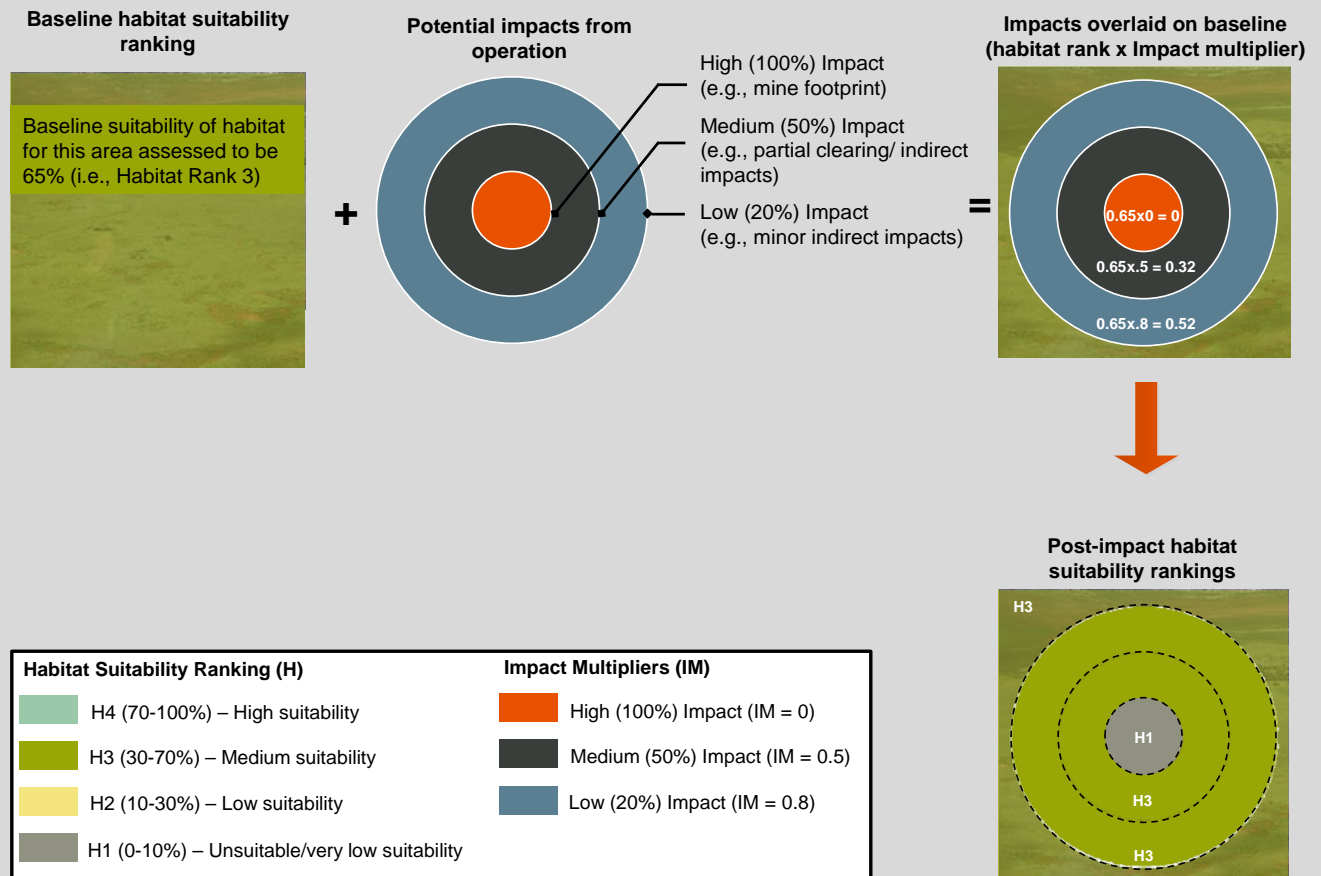 Baseline habitat suitability
ranking
Baseline suitability of habitat
for this area assessed to be
65% (i.e., Habitat Rank 3)
+
Potential impacts from
operation
High (100%) Impact
(e.g., mine footprint)
Medium (50%) Impact
(e.g., partial clearing/ indirect
impacts)
Low (20%) Impact
(e.g., minor indirect impacts)
=
Impacts overlaid on baseline
(habitat rank x Impact multiplier)
0.65x0 = 0
0.65x.5 = 0.32
0.65x.8 = 0.52
Post-impact habitat
suitability rankings
H3
H1
H3
H3
Habitat Suitability Ranking (H)
H4 (70-100%) – High suitability
H3 (30-70%) – Medium suitability
H2 (10-30%) – Low suitability
H1 (0-10%) – Unsuitable/very low suitability
Impact Multipliers (IM)
High (100%) Impact (IM = 0)
Medium (50%) Impact (IM = 0.5)
Low (20%) Impact (IM = 0.8)